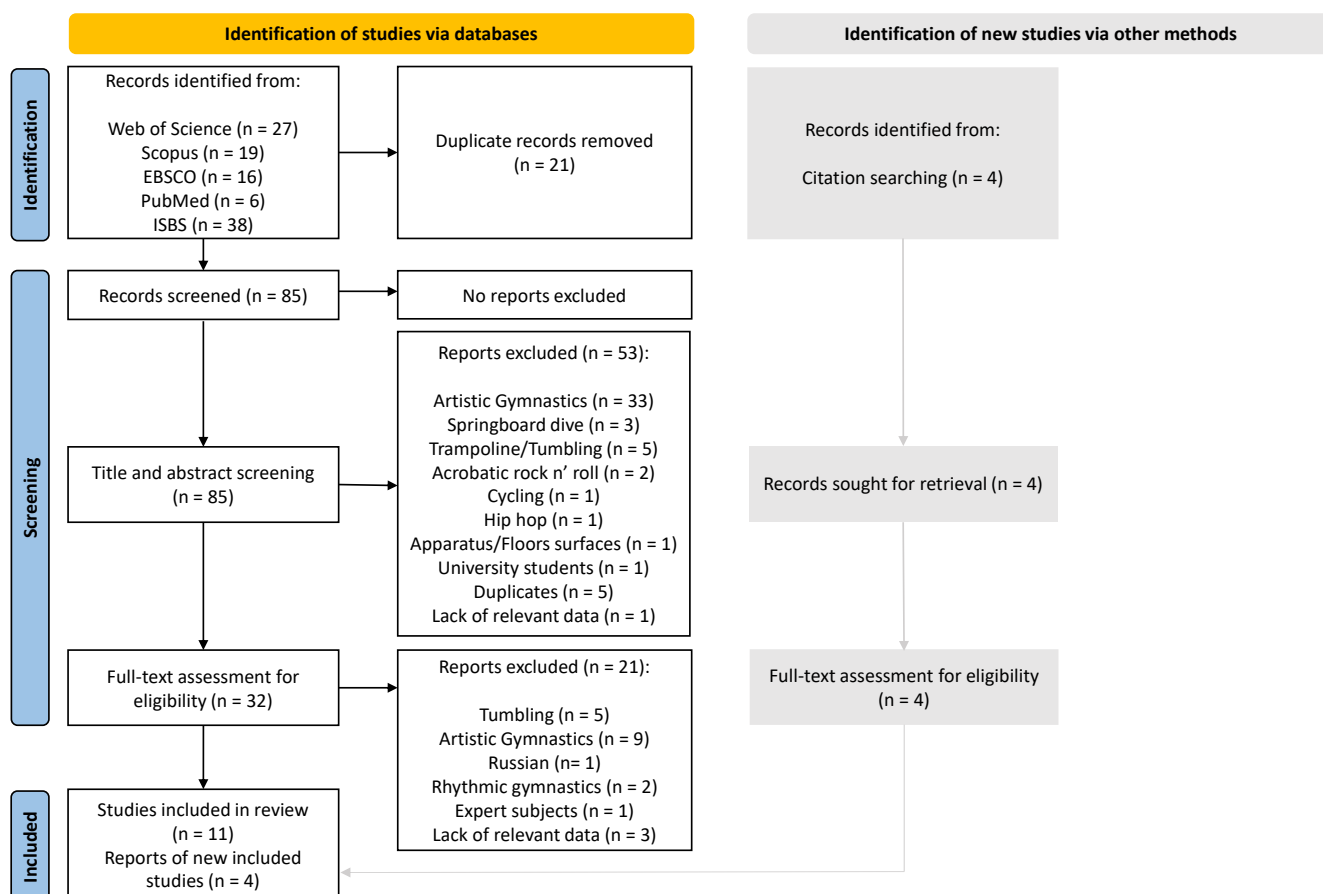 Identification of studies via databases
Identification of new studies via other methods
Identification
Records identified from:
Web of Science (n = 27)
Scopus (n = 19)
EBSCO (n = 16)
PubMed (n = 6)
ISBS (n = 38)
Duplicate records removed
(n = 21)
Records identified from:
Citation searching (n = 4)
Screening
Records screened (n = 85)
No reports excluded
Title and abstract screening
(n = 85)
Reports excluded (n = 53):
Artistic Gymnastics (n = 33)
Springboard dive (n = 3)
Trampoline/Tumbling (n = 5)
Acrobatic rock n’ roll (n = 2)
Cycling (n = 1)
Hip hop (n = 1)
Apparatus/Floors surfaces (n = 1)
University students (n = 1)
Duplicates (n = 5)
Lack of relevant data (n = 1)
Records sought for retrieval (n = 4)
Full-text assessment for
eligibility (n = 32)
Reports excluded (n = 21):
Tumbling (n = 5)
Artistic Gymnastics (n = 9)
Russian (n= 1)
Rhythmic gymnastics (n = 2)
Expert subjects (n = 1)
Lack of relevant data (n = 3)
Full-text assessment for eligibility
(n = 4)
Included
Studies included in review
(n = 11)
Reports of new included
studies (n = 4)